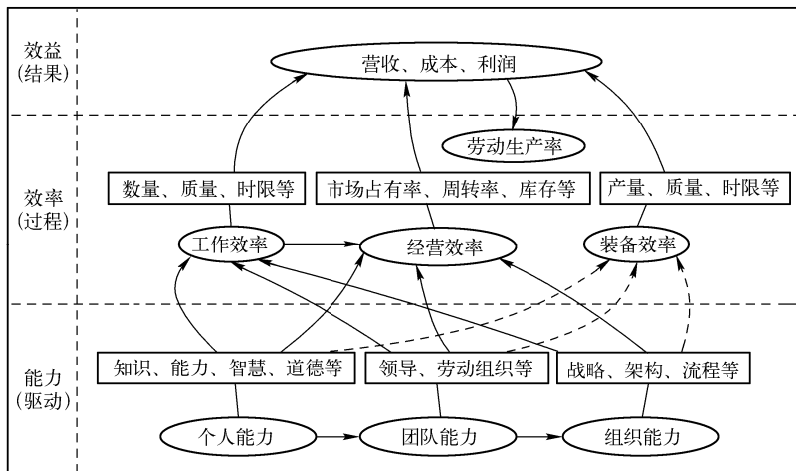 效益
(结果)
营收、成本、利润
劳动生产率
效率
(过程)
数量、质量、时限等
市场占有率、周转率、库存等
产量、质量、时限等
工作效率
经营效率
装备效率
能力
(驱动)
知识、能力、智慧、道德等
领导、劳动组织等
战略、架构、流程等
个人能力
团队能力
组织能力